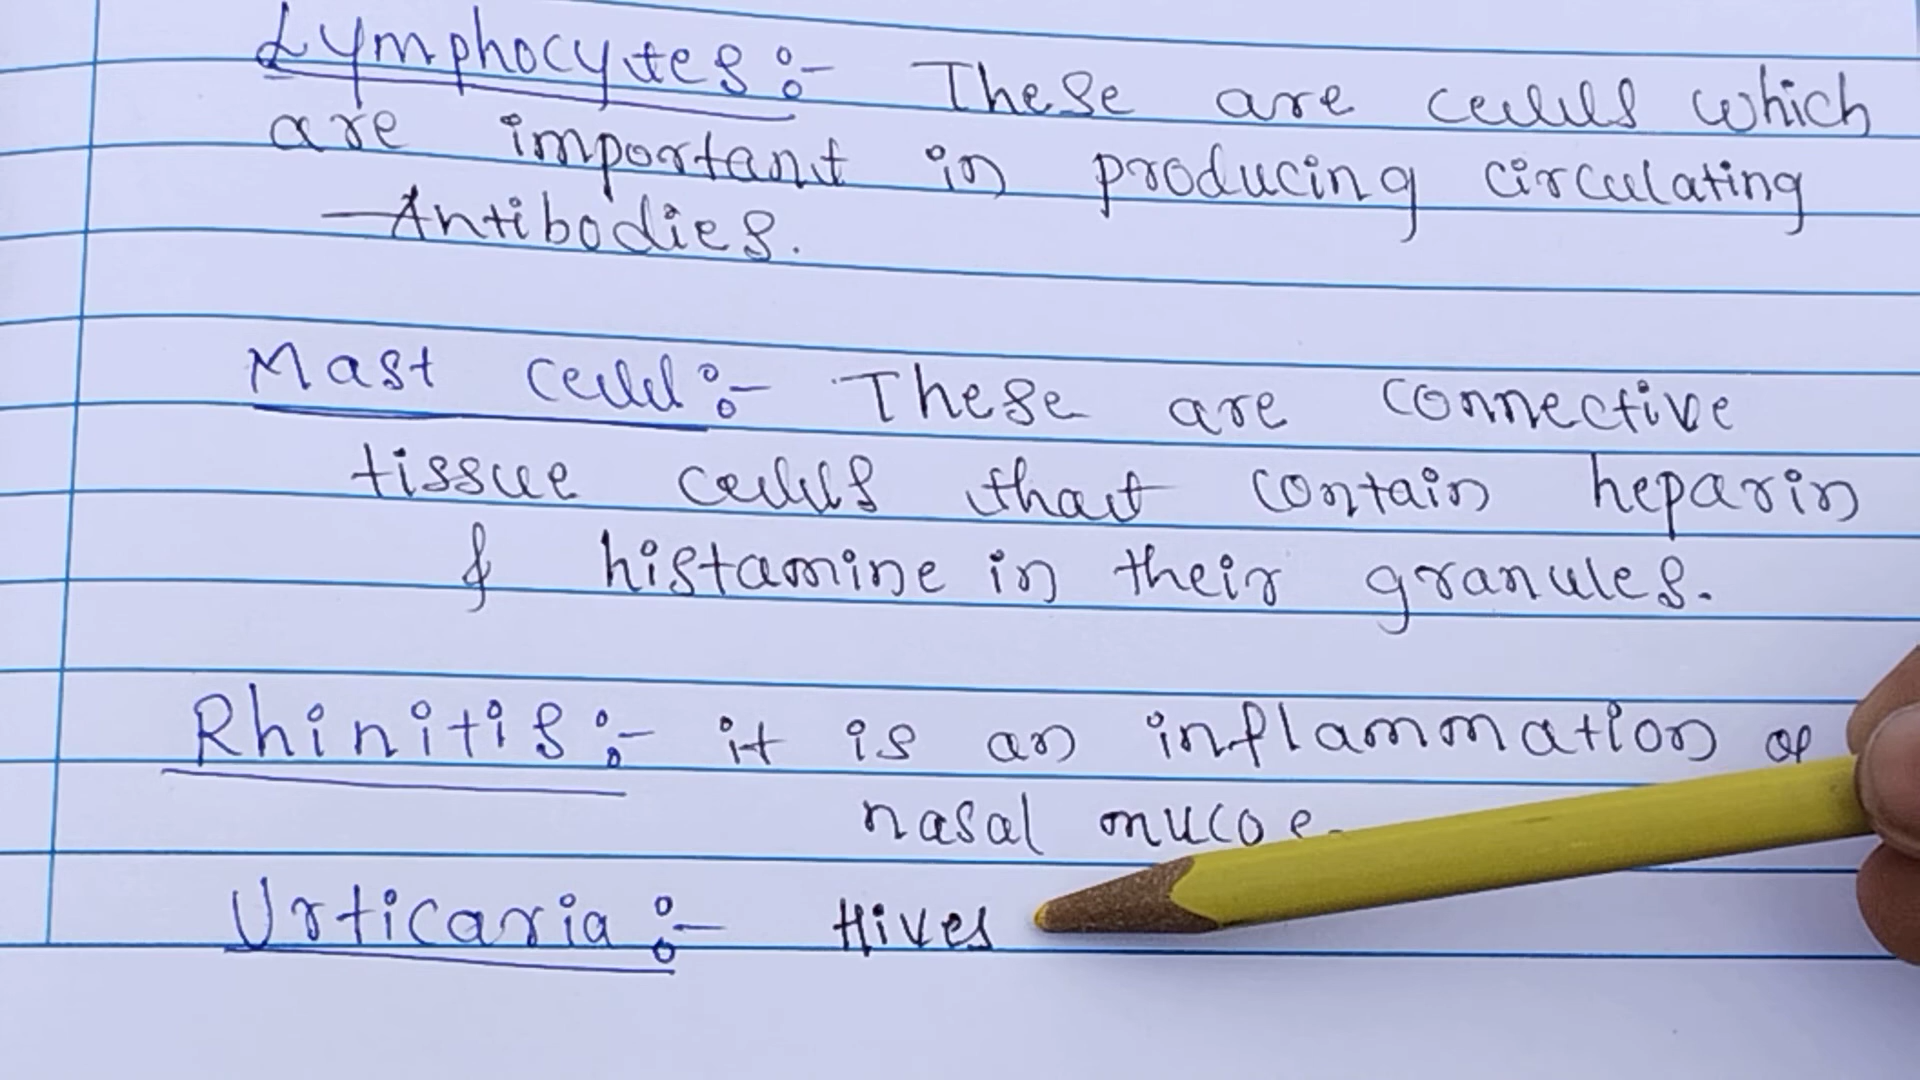 Lymphocytes :- These are cells which
are important in producing circulating
Antibodies.
Mast cell :- These are connective
tissue cells that contain heparin
& histamine in their granules.
Rhinitis :- it is an inflammation of
nasal
Urticaria :- Hives